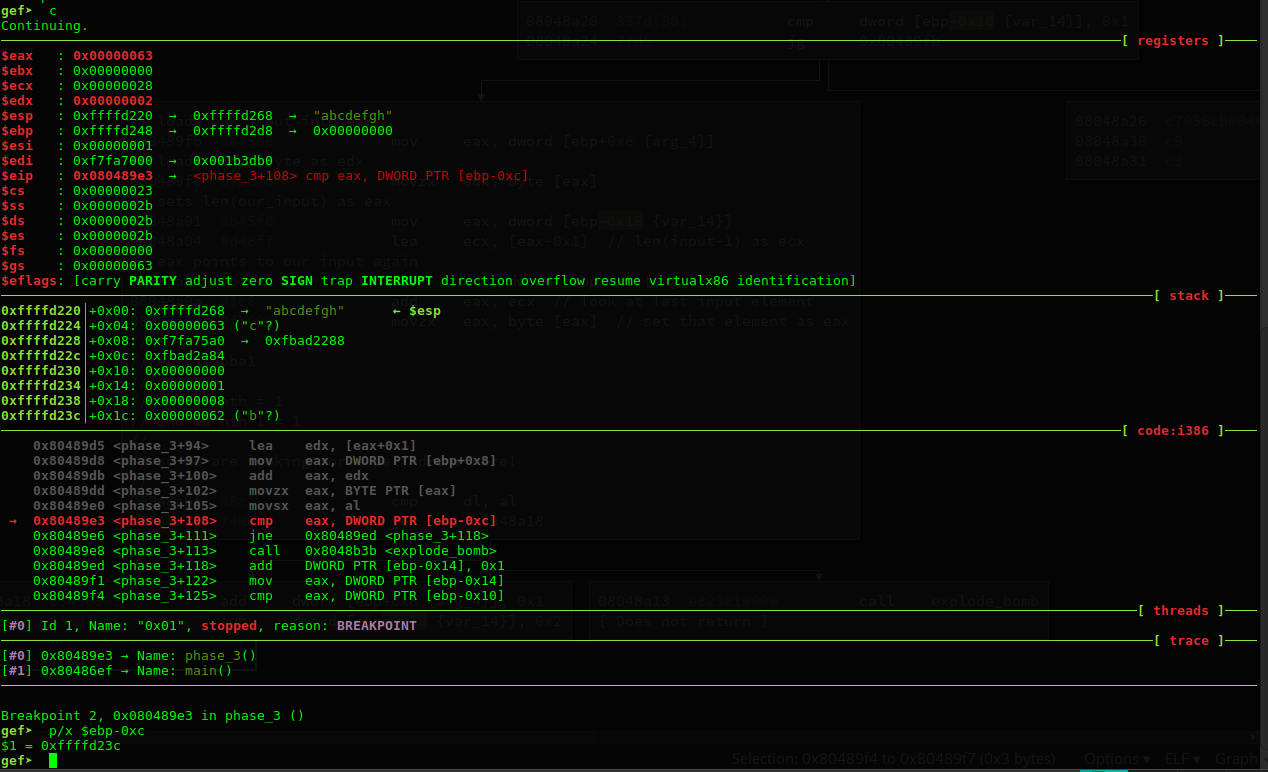 gef➤  c
Continuing.
[ registers ]
$eax   : 0x00000063
$ebx   : 0x00000000
$ecx   : 0x00000028
$edx   : 0x00000002
$esp   : 0xffffd220  →  0xffffd268  →  "abcdefgh"
$ebp   : 0xffffd248  →  0xffffd2d8  →  0x00000000
$esi   : 0x00000001
$edi   : 0xf7fa7000  →  0x001b3db0
$eip   : 0x080489e3  →  <phase_3+108> cmp eax, DWORD PTR [ebp-0xc]
$cs    : 0x00000023
$ss    : 0x0000002b
$ds    : 0x0000002b
$es    : 0x0000002b
$fs    : 0x00000000
$gs    : 0x00000063
$eflags: [carry PARITY adjust zero SIGN trap INTERRUPT direction overflow resume virtualx86 identification]
[ stack ]
0xffffd220│+0x00: 0xffffd268  →  "abcdefgh"      ← $esp
0xffffd224│+0x04: 0x00000063 ("c"?)
0xffffd228│+0x08: 0xf7fa75a0  →  0xfbad2288
0xffffd22c│+0x0c: 0xfbad2a84
0xffffd230│+0x10: 0x00000000
0xffffd234│+0x14: 0x00000001
0xffffd238│+0x18: 0x00000008
0xffffd23c│+0x1c: 0x00000062 ("b"?)
[ code:i386 ]
0x80489d5 <phase_3+94>     lea    edx, [eax+0x1]
0x80489d8 <phase_3+97>     mov    eax, DWORD PTR [ebp+0x8]
0x80489db <phase_3+100>    add    eax, edx
0x80489dd <phase_3+102>    movzx  eax, BYTE PTR [eax]
0x80489e0 <phase_3+105>    movsx  eax, al
→  0x80489e3 <phase_3+108>    cmp    eax, DWORD PTR [ebp-0xc]
0x80489e6 <phase_3+111>    jne    0x80489ed <phase_3+118>
0x80489e8 <phase_3+113>    call   0x8048b3b <explode_bomb>
0x80489ed <phase_3+118>    add    DWORD PTR [ebp-0x14], 0x1
0x80489f1 <phase_3+122>    mov    eax, DWORD PTR [ebp-0x14]
0x80489f4 <phase_3+125>    cmp    eax, DWORD PTR [ebp-0x10]
[ threads ]
[#0] Id 1, Name: "0x01", stopped, reason: BREAKPOINT
[ trace ]
[#0] 0x80489e3 → Name: phase_3()
[#1] 0x80486ef → Name: main()
Breakpoint 2, 0x080489e3 in phase_3 ()
gef➤  p/x $ebp-0xc
$1 = 0xffffd23c
gef➤
Selection: 0x80489f4 to 0x80489f7 (0x3 bytes)  Options ▾  ELF ▾  Graph